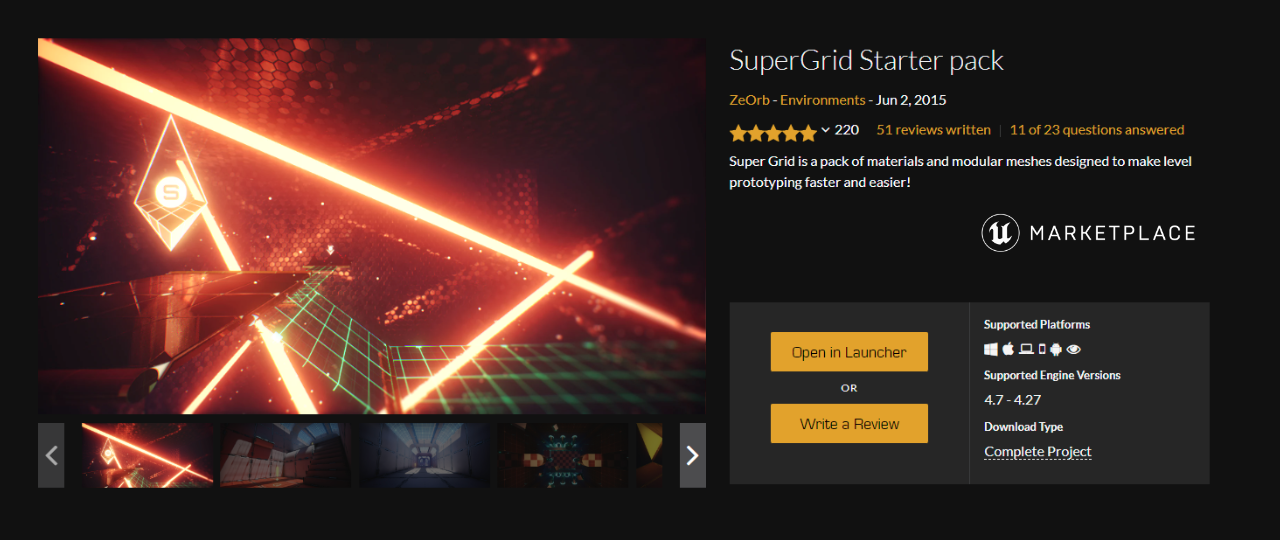 SuperGrid Starter pack
ZeOrb - Environments - Jun 2, 2015
220 51 reviews written | 11 of 23 questions answered
Super Grid is a pack of materials and modular meshes designed to make level
prototyping faster and easier!
MARKETPLACE
Open in Launcher
OR
Write a Review
Supported Platforms
Supported Engine Versions
4.7 - 4.27
Download Type
Complete Project
S